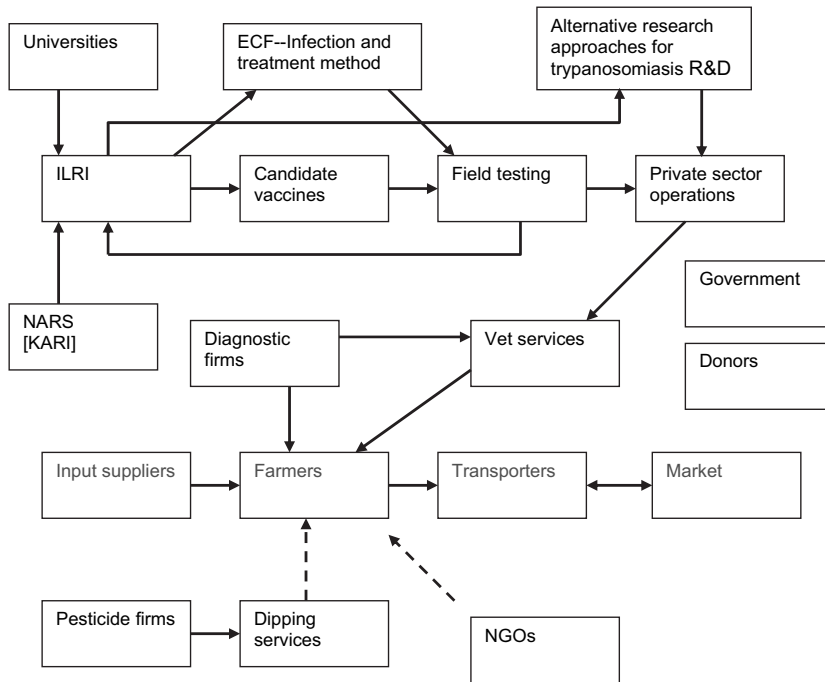 Universities
ECF--Infection and
treatment method
Alternative research
approaches for
trypanosomiasis R&D
ILRI
Candidate
vaccines
Field testing
Private sector
operations
Government
NARS
[KARI]
Diagnostic
firms
Vet services
Donors
Input suppliers
Farmers
Transporters
Market
Pesticide firms
Dipping
services
NGOs